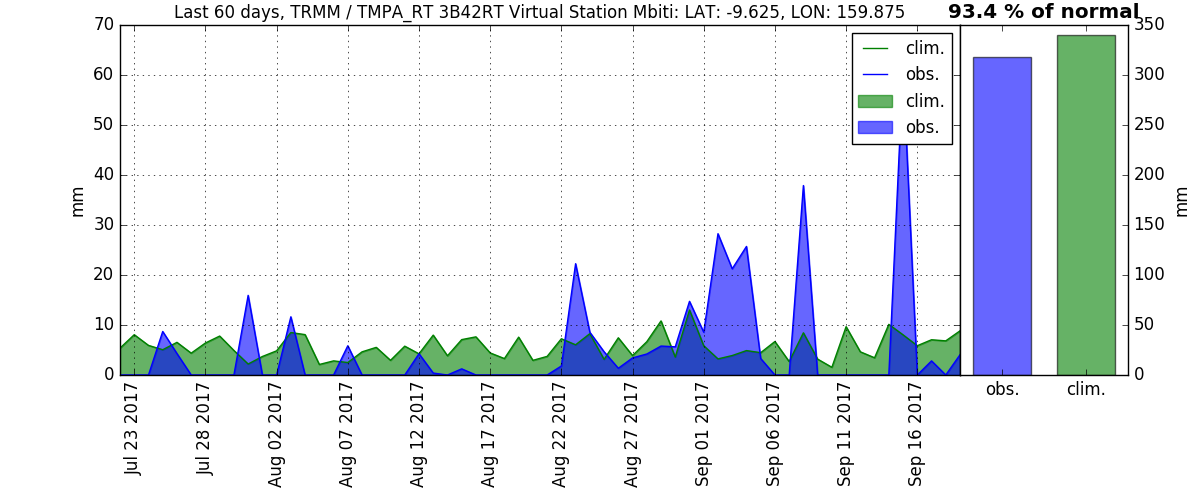 Last 60 days, TRMM / TMPA_RT 3B42RT Virtual Station Mbiti: LAT: -9.625, LON: 159.875
93.4 % of normal
70
60
50
40
30
20
10
0
mm
clim.
obs.
clim.
obs.
350
300
250
200
150
100
50
0
mm
Jul 23 2017
Jul 28 2017
Aug 02 2017
Aug 07 2017
Aug 12 2017
Aug 17 2017
Aug 22 2017
Aug 27 2017
Sep 01 2017
Sep 06 2017
Sep 11 2017
Sep 16 2017
obs.
clim.